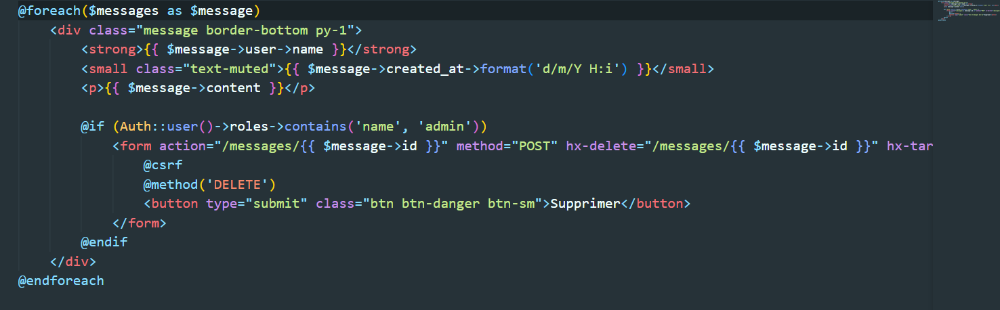 @foreach($messages as $message)
    <div class="message border-bottom py-1">
        <strong>{{ $message->user->name }}</strong>
        <small class="text-muted">{{ $message->created_at->format('d/m/Y H:i') }}</small>
        <p>{{ $message->content }}</p>

        @if (Auth::user()->roles->contains('name', 'admin'))
            <form action="/messages/{{ $message->id }}" method="POST" hx-delete="/messages/{{ $message->id }}" hx-tar
                @csrf
                @method('DELETE')
                <button type="submit" class="btn btn-danger btn-sm">Supprimer</button>
            </form>
        @endif
    </div>
@endforeach